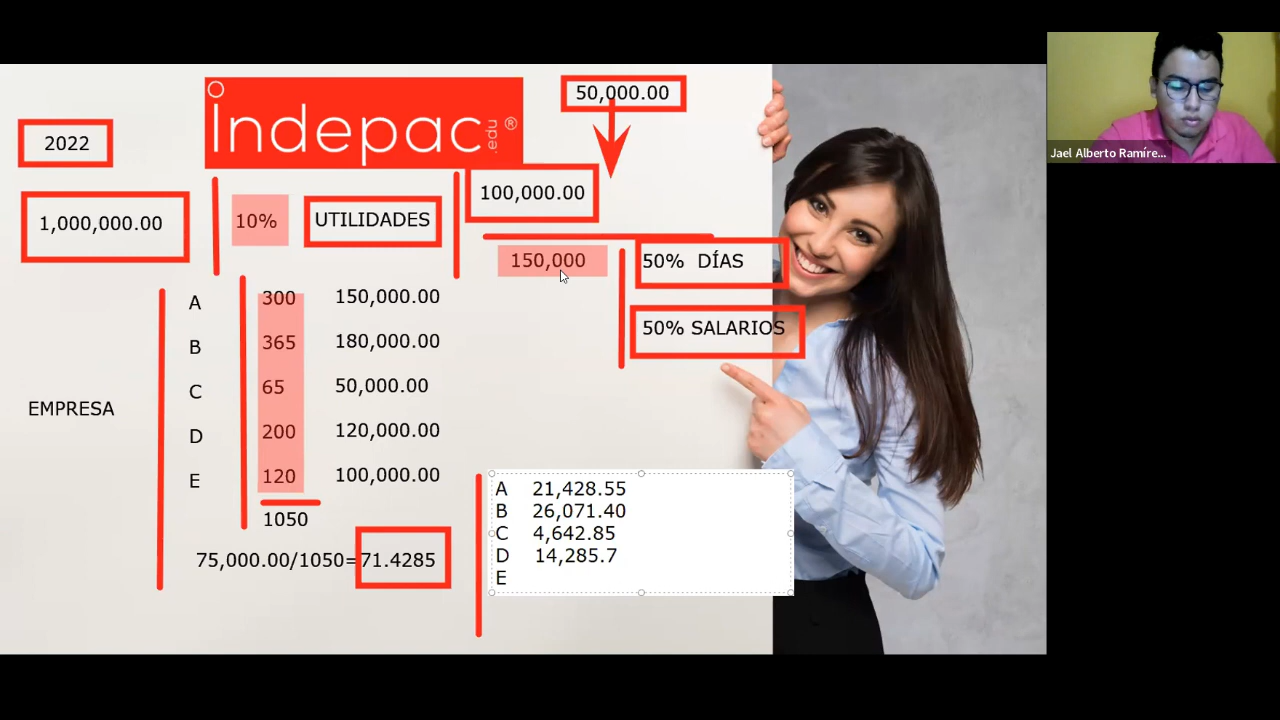 50,000.00
indepac.edu®
2022
100,000.00
1,000,000.00
10%
UTILIDADES
150,000
50% DÍAS
50% SALARIOS
A 300 150,000.00
B 365 180,000.00
C 65 50,000.00
D 200 120,000.00
E 120 100,000.00
EMPRESA
1050
75,000.00/1050=71.4285
A 21,428.55
B 26,071.40
C 4,642.85
D 14,285.7
E
Jael Alberto Ramíre...